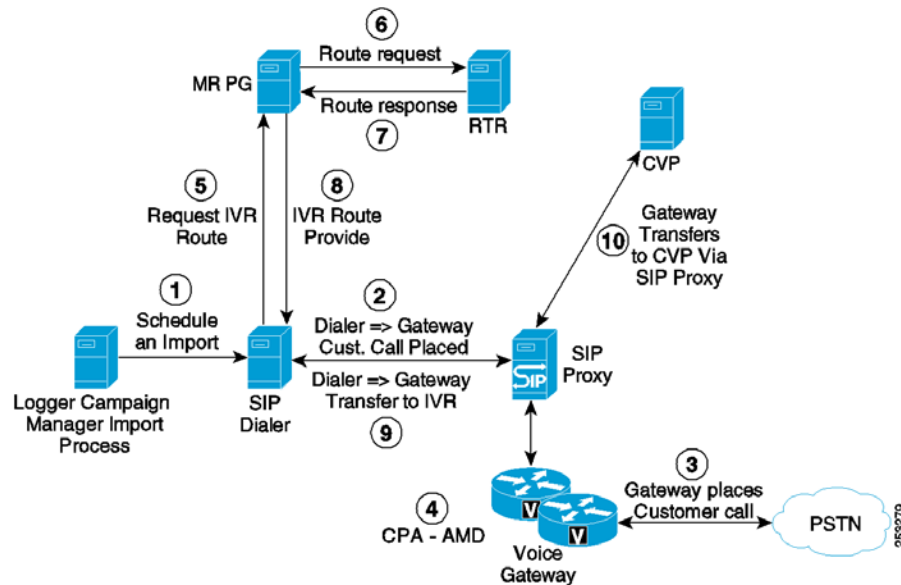 6
Route request
MR PG
Route response
7
RTR
CVP
5
Request IVR
Route
8
IVR Route
Provide
10
Gateway
Transfers
to CVP Via
SIP Proxy
1
Schedule
an Import
2
Dialer => Gateway
Cust. Call Placed
Dialer => Gateway
Transfer to IVR
9
SIP
Proxy
SIP
Logger Campaign
Manager Import
Process
SIP
Dialer
4
CPA - AMD
V
V
Voice
Gateway
3
Gateway places
Customer call
PSTN
259279